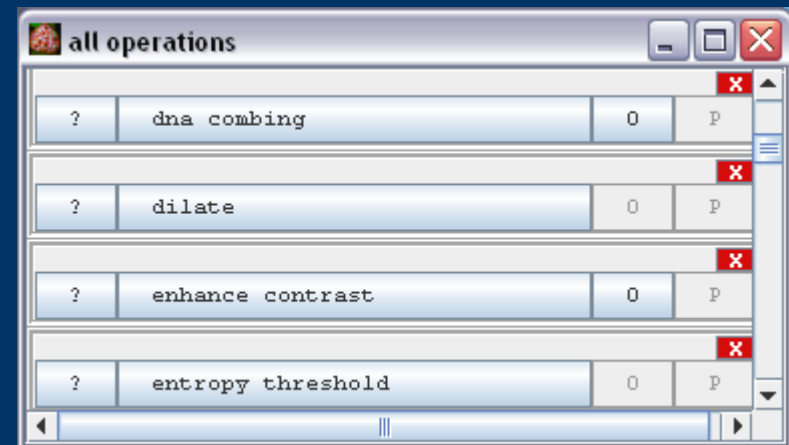 all operations
X
? dna combing O P
X
? dilate O P
X
? enhance contrast O P
X
? entropy threshold O P